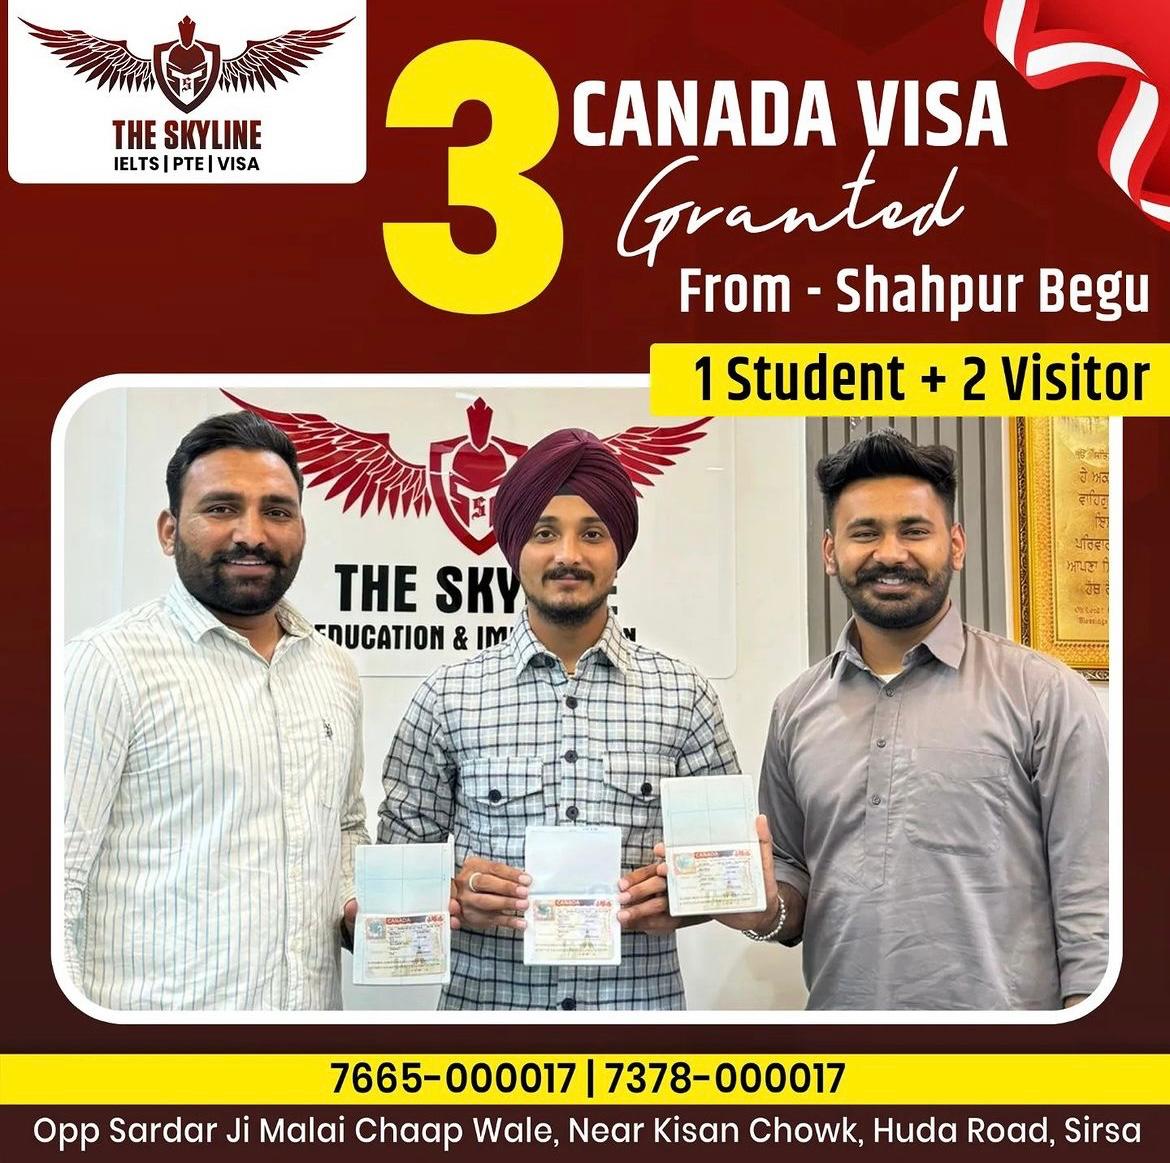 THE SKYLINE
IELTS | PTE | VISA
3
CANADA VISA
Granted
From - Shahpur Begu
1 Student + 2 Visitor
THE SKY
EDUCATION & IM
CANADA
CANADA
CANADA
7665-000017 | 7378-000017
Opp Sardar Ji Malai Chaap Wale, Near Kisan Chowk, Huda Road, Sirsa